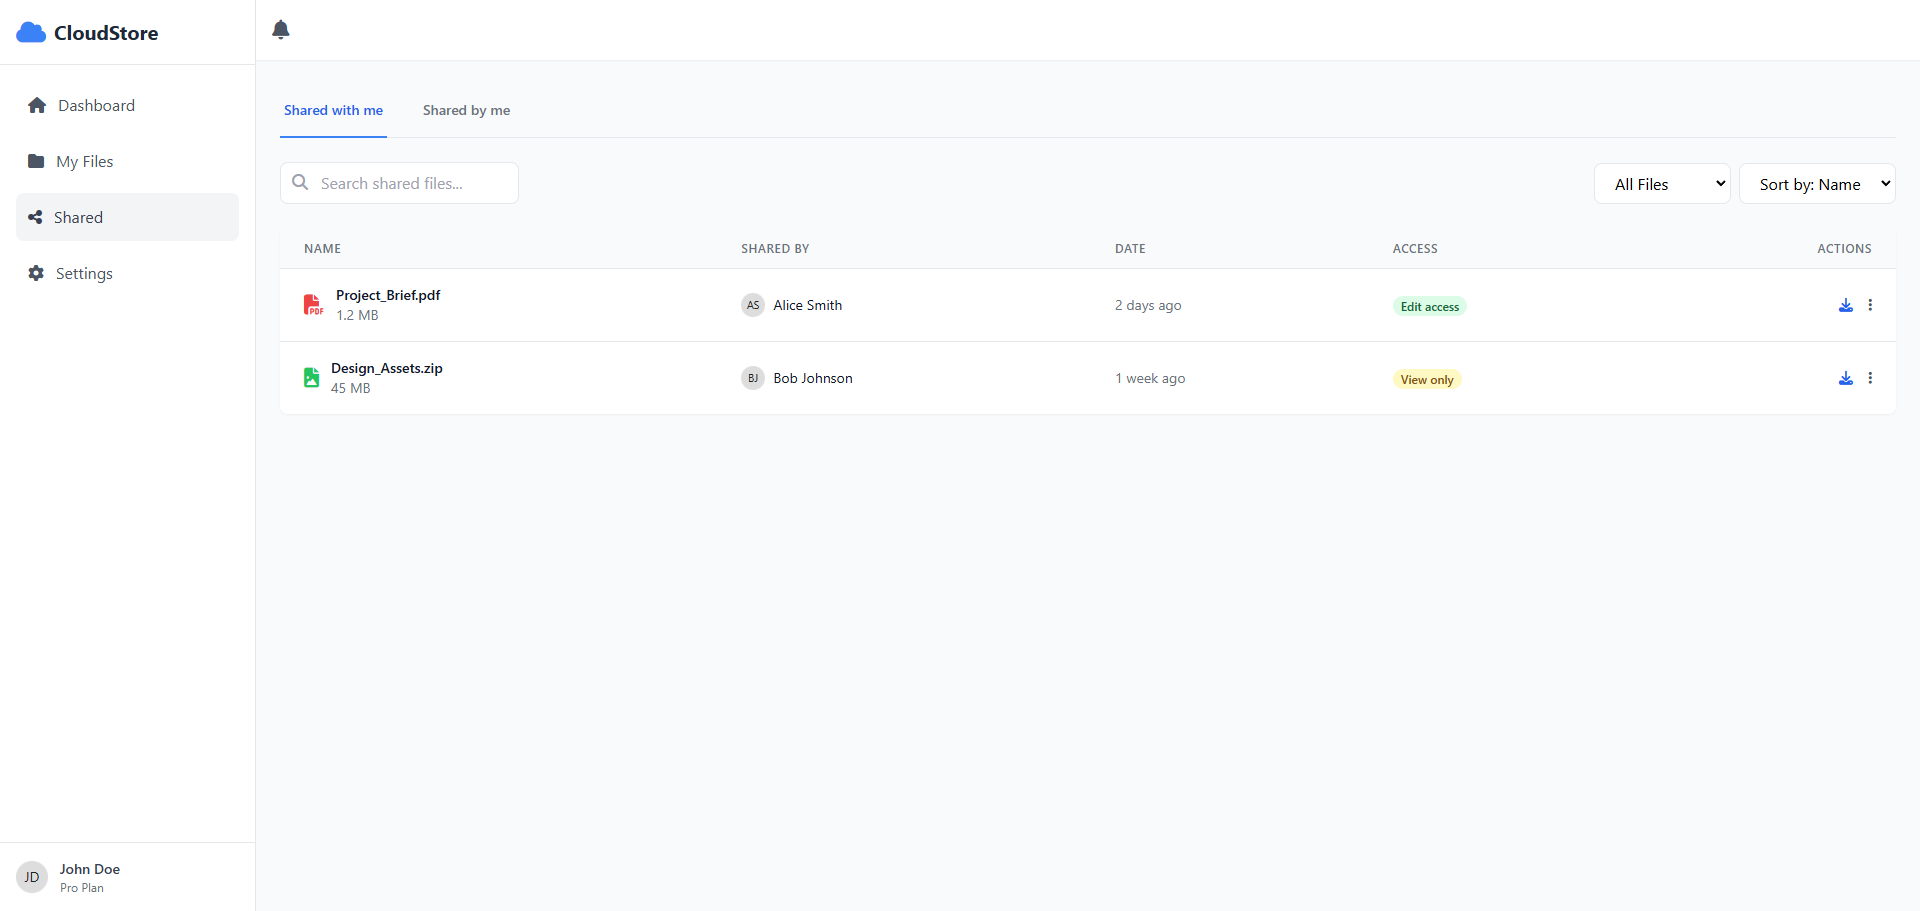 CloudStore
Dashboard
My Files
Shared
Settings
John Doe
JD
Pro Plan
Shared with me
Shared by me
Search shared files...
All Files
Sort by: Name
NAME SHARED BY DATE ACCESS ACTIONS
Project_Brief.pdf
PDF
1.2 MB
AS Alice Smith
2 days ago
Edit access
Design_Assets.zip
45 MB
BJ Bob Johnson
1 week ago
View only